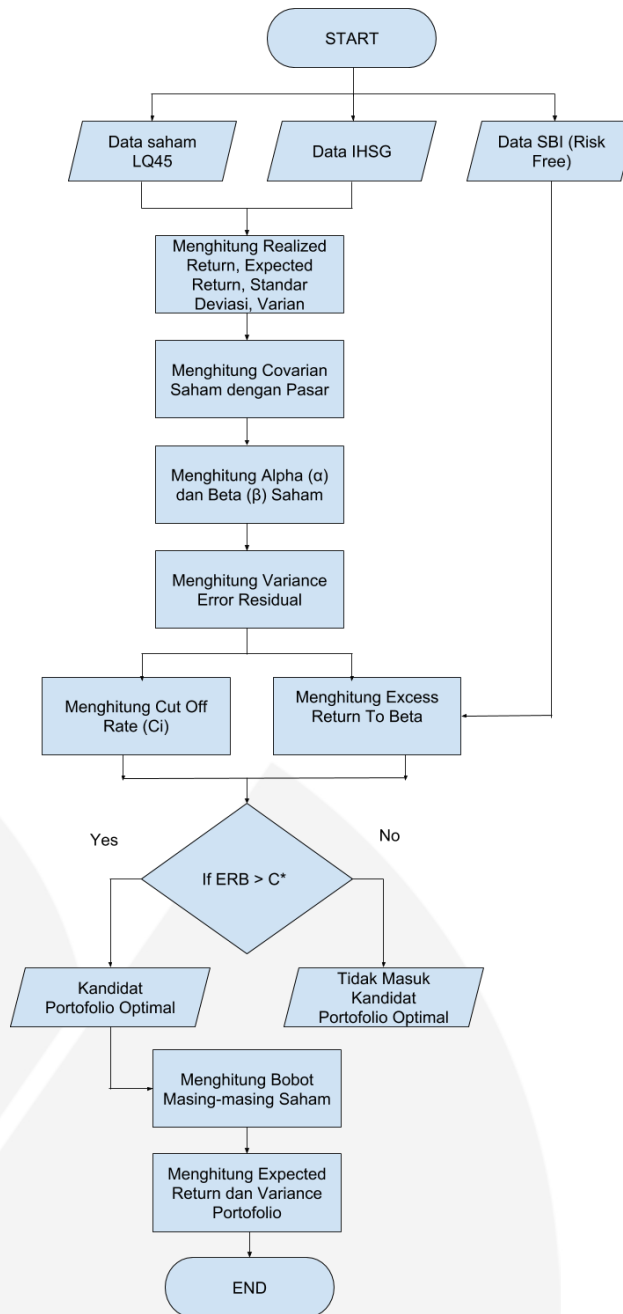 START
Data saham
LQ45
Data IHSG
Data SBI (Risk
Free)
Menghitung Realized
Return, Expected
Return, Standar
Deviasi, Varian
Menghitung Covarian
Saham dengan Pasar
Menghitung Alpha (α)
dan Beta (β) Saham
Menghitung Variance
Error Residual
Menghitung Cut Off
Rate (Ci)
Menghitung Excess
Return To Beta
Yes
No
If ERB > C*
Kandidat
Portofolio Optimal
Tidak Masuk
Kandidat
Portofolio Optimal
Menghitung Bobot
Masing-masing Saham
Menghitung Expected
Return dan Variance
Portofolio
END